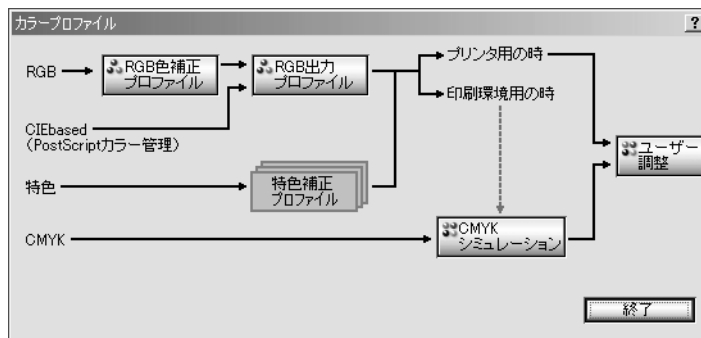 カラープロファイル
?
RGB
RGB色補正
プロファイル
RGB出力
プロファイル
プリンタ用の時
印刷環境用の時
CIEbased
(PostScriptカラー管理)
ユーザー
調整
特色
特色補正
プロファイル
CMYK
CMYK
シミュレーション
終了